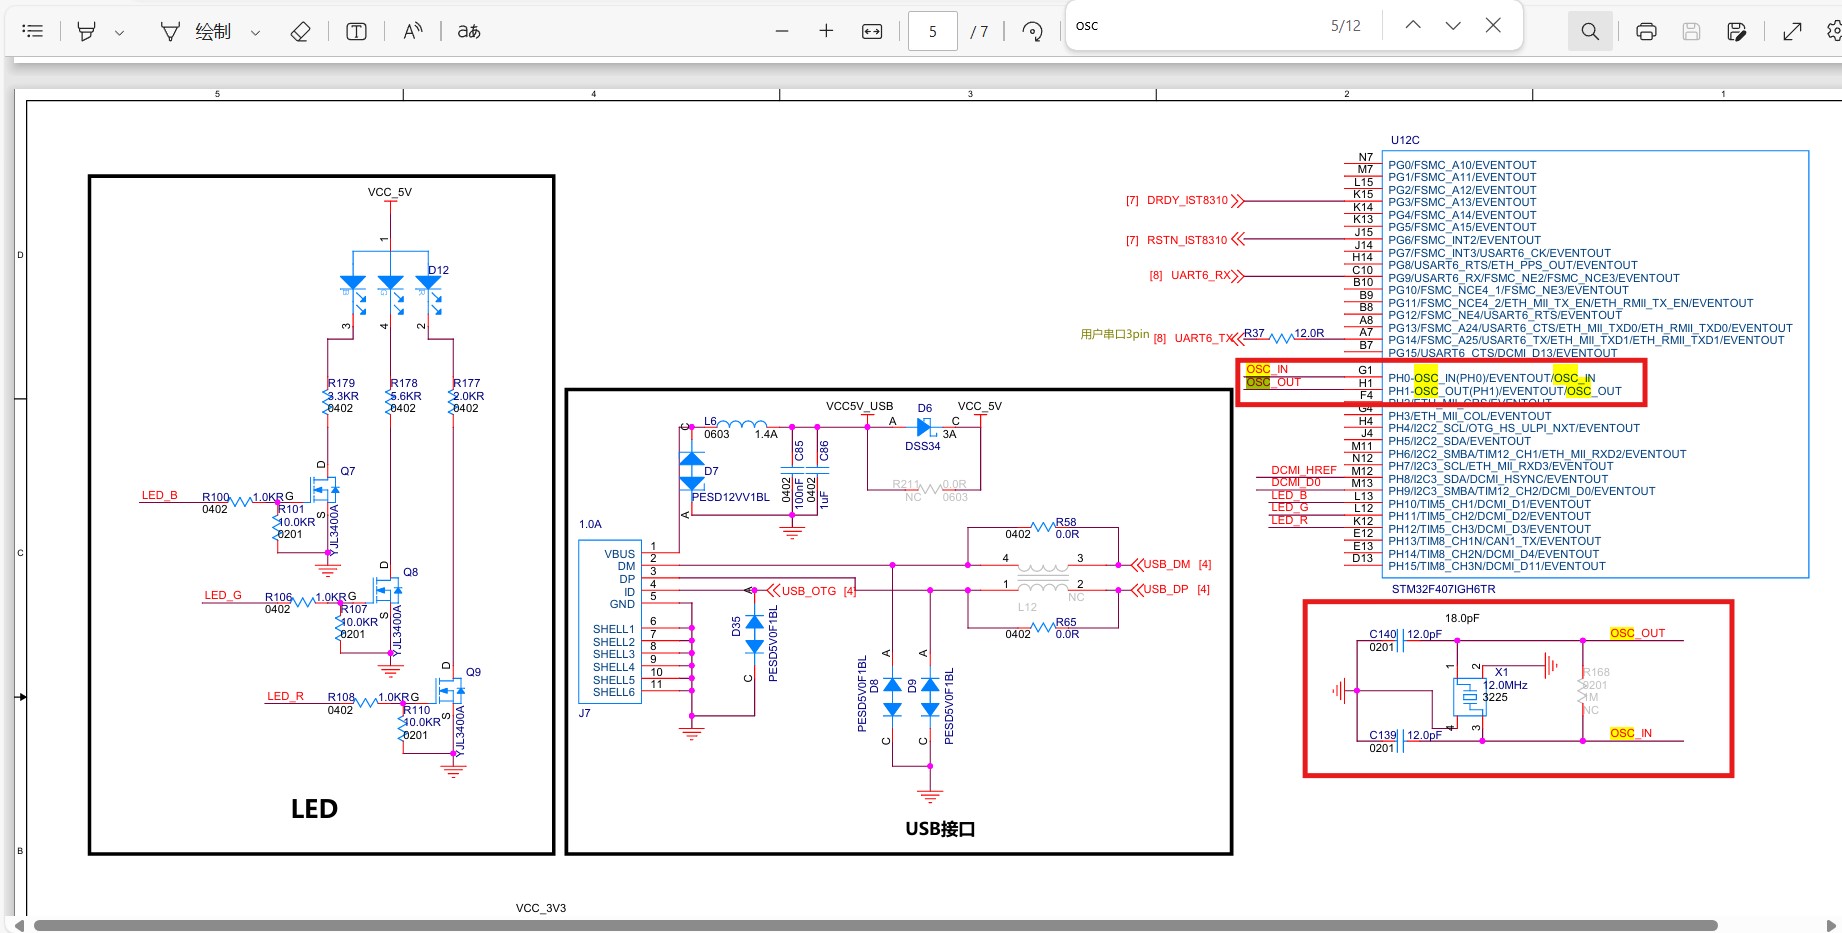 绘制
aあ
5 / 7
osc
5/12
5
4
3
2
1
D
C
B
VCC_5V
1
D12
3
4
2
R179
3.3KR
0402
R178
5.6KR
0402
R177
2.0KR
0402
D
Q7
LED_B
R100
1.0KR
G
0402
R101
10.0KR
0201
S
YJL3400A
D
Q8
LED_G
R106
1.0KR
G
0402
R107
10.0KR
0201
S
YJL3400A
D
Q9
LED_R
R108
1.0KR
G
0402
R110
10.0KR
0201
S
YJL3400A
LED
VCC5V_USB
D6
VCC_5V
L6
0603
1.4A
A
C
3A
DSS34
C
D7
PESD12VV1BL
A
C85
0402
100nF
C86
0402
1uF
R211
0.0R
NC
0603
1.0A
VBUS
DM
DP
ID
GND
SHELL1
SHELL2
SHELL3
SHELL4
SHELL5
SHELL6
1
2
3
4
5
6
7
8
9
10
11
J7
USB_OTG [4]
A
D35
PESD5V0F1BL
C
R58
0402
0.0R
4
3
1
2
L12
NC
R65
0402
0.0R
USB_DM [4]
USB_DP [4]
A
D8
PESD5V0F1BL
C
A
D9
PESD5V0F1BL
C
USB接口
VCC_3V3
U12C
[7] DRDY_IST8310
[7] RSTN_IST8310
[8] UART6_RX
用户串口3pin
[8] UART6_TX
R37
12.0R
OSC_IN
OSC_OUT
DCMI_HREF
DCMI_D0
LED_B
LED_G
LED_R
N7 PG0/FSMC_A10/EVENTOUT
M7 PG1/FSMC_A11/EVENTOUT
L15 PG2/FSMC_A12/EVENTOUT
K15 PG3/FSMC_A13/EVENTOUT
K14 PG4/FSMC_A14/EVENTOUT
K13 PG5/FSMC_A15/EVENTOUT
J15 PG6/FSMC_INT2/EVENTOUT
J14 PG7/FSMC_INT3/USART6_CK/EVENTOUT
H14 PG8/USART6_RTS/ETH_PPS_OUT/EVENTOUT
C10 PG9/USART6_RX/FSMC_NE2/FSMC_NCE3/EVENTOUT
B10 PG10/FSMC_NCE4_1/FSMC_NE3/EVENTOUT
B9 PG11/FSMC_NCE4_2/ETH_MII_TX_EN/ETH_RMII_TX_EN/EVENTOUT
B8 PG12/FSMC_NE4/USART6_RTS/EVENTOUT
A8 PG13/FSMC_A24/USART6_CTS/ETH_MII_TXD0/ETH_RMII_TXD0/EVENTOUT
A7 PG14/FSMC_A25/USART6_TX/ETH_MII_TXD1/ETH_RMII_TXD1/EVENTOUT
B7 PG15/USART6_CTS/DCMI_D13/EVENTOUT
G1 PH0-OSC_IN(PH0)/EVENTOUT/OSC_IN
H1 PH1-OSC_OUT(PH1)/EVENTOUT/OSC_OUT
F4 PH2/ETH_MII_CRS/EVENTOUT
G4 PH3/ETH_MII_COL/EVENTOUT
H4 PH4/I2C2_SCL/OTG_HS_ULPI_NXT/EVENTOUT
J4 PH5/I2C2_SDA/EVENTOUT
M11 PH6/I2C2_SMBA/TIM12_CH1/ETH_MII_RXD2/EVENTOUT
N12 PH7/I2C3_SCL/ETH_MII_RXD3/EVENTOUT
M12 PH8/I2C3_SDA/DCMI_HSYNC/EVENTOUT
M13 PH9/I2C3_SMBA/TIM12_CH2/DCMI_D0/EVENTOUT
L13 PH10/TIM5_CH1/DCMI_D1/EVENTOUT
L12 PH11/TIM5_CH2/DCMI_D2/EVENTOUT
K12 PH12/TIM5_CH3/DCMI_D3/EVENTOUT
E12 PH13/TIM8_CH1N/CAN1_TX/EVENTOUT
E13 PH14/TIM8_CH2N/DCMI_D4/EVENTOUT
D13 PH15/TIM8_CH3N/DCMI_D11/EVENTOUT
STM32F407IGH6TR
18.0pF
C140
12.0pF
0201
OSC_OUT
1
2
X1
12.0MHz
3225
4
3
R168
0201
1M
NC
C139
12.0pF
0201
OSC_IN